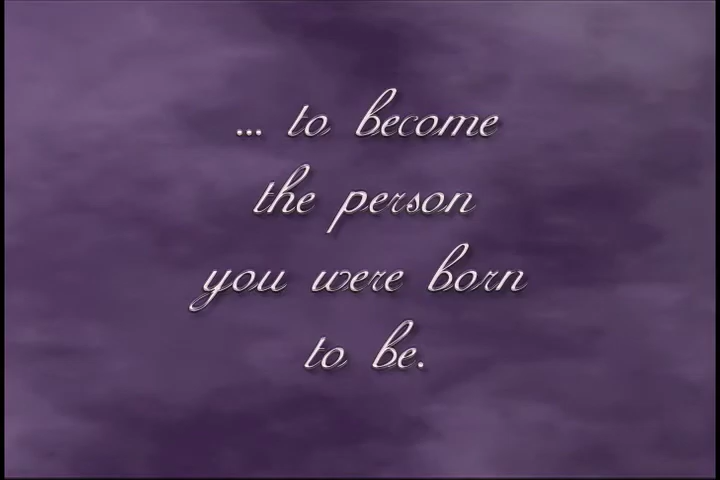 ... to become
the person
you were born
to be.